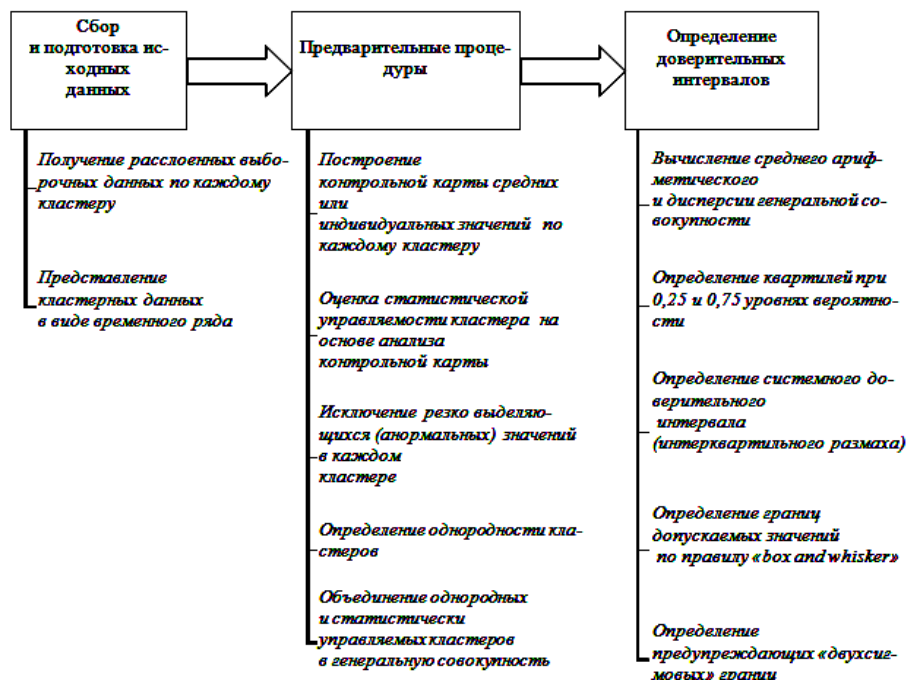 Сбор
и подготовка ис-
ходных
данных
Предварительные проце-
дуры
Определение
доверительных
интервалов
Получение расслоенных выбо-
рочных данных по каждому
кластеру
Представление
кластерных данных
в виде временного ряда
Построение
контрольной карты средних
или
индивидуальных значений по
каждому кластеру
Оценка статистической
управляемости кластера на
основе анализа
контрольной карты
Исключение резко выделяю-
щихся (анормальных) значений
в каждом
кластере
Определение однородности кла-
стеров
Объединение однородных
и статистически
управляемых кластеров
в генеральную совокупность
Вычисление среднего ариф-
метического
и дисперсии генеральной со-
вокупности
Определение квартилей при
0,25 и 0,75 уровнях вероятно-
сти
Определение системного до-
верительного
интервала
(интерквартильного размаха)
Определение границ
допускаемых значений
по правилу «box and whisker»
Определение
предупреждающих «двухсиг-
мовых» границ